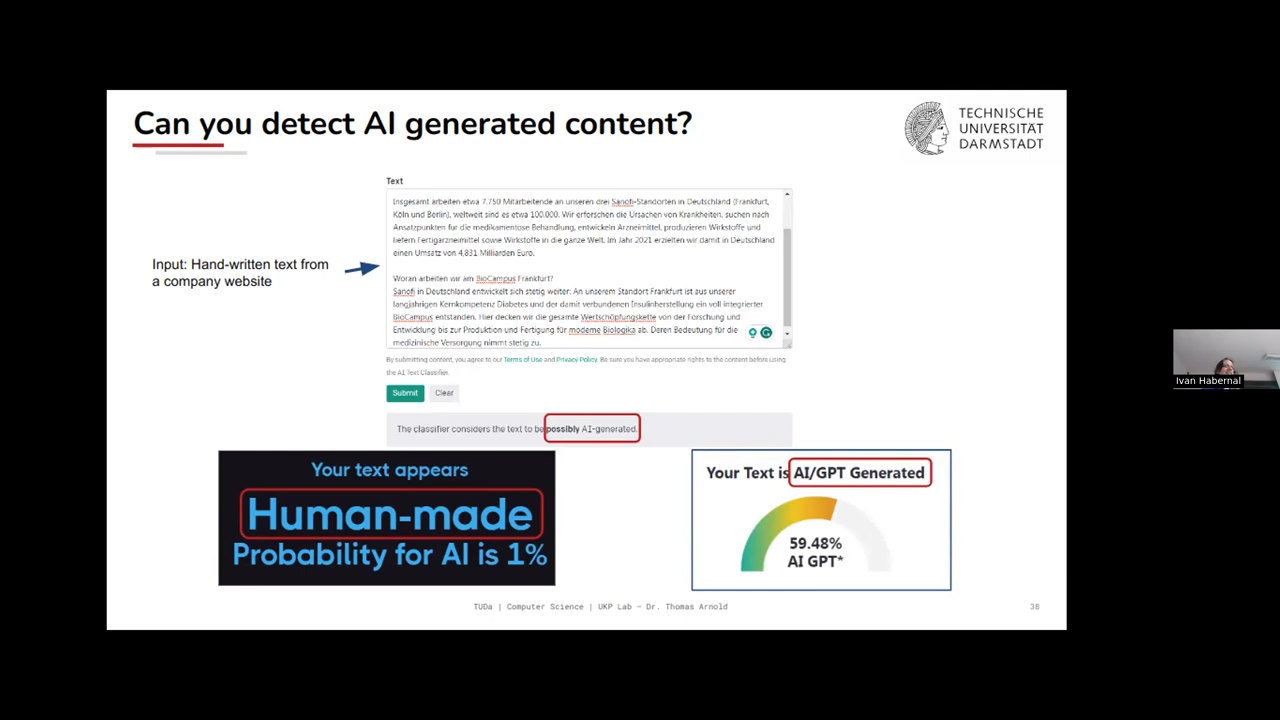 Can you detect AI generated content?
TECHNISCHE
UNIVERSITÄT
DARMSTADT
Text
Insgesamt arbeiten etwa 7.750 Mitarbeitende an unseren drei Sanofi-Standorten in Deutschland (Frankfurt,
Köln und Berlin), weltweit sind es etwa 100.000. Wir erforschen die Ursachen von Krankheiten, suchen nach
Ansatzpunkten für die medikamentöse Behandlung, entwickeln Arzneimittel, produzieren Wirkstoffe und
liefern Fertigarzneimittel sowie Wirkstoffe in die ganze Welt. Im Jahr 2021 erzielten wir damit in Deutschland
einen Umsatz von 4,831 Milliarden Euro.
Input: Hand-written text from
a company website
Woran arbeiten wir am BioCampus Frankfurt?
Sanofi in Deutschland entwickelt sich stetig weiter: An unserem Standort Frankfurt ist aus unserer
langjährigen Kernkompetenz Diabetes und der damit verbundenen Insulinherstellung ein voll integrierter
BioCampus entstanden. Hier decken wir die gesamte Wertschöpfungskette von der Forschung und
Entwicklung bis zur Produktion und Fertigung für moderne Biologika ab. Deren Bedeutung für die
medizinische Versorgung nimmt stetig zu.
By submitting content, you agree to our Terms of Use and Privacy Policy. Be sure you have appropriate rights to the content before using
the AI Text Classifier.
Submit Clear
The classifier considers the text to be possibly AI-generated.
Your text appears
Human-made
Probability for AI is 1%
Your Text is AI/GPT Generated
59.48%
AI GPT*
Ivan Habernal
TUDa | Computer Science | UKP Lab – Dr. Thomas Arnold
38